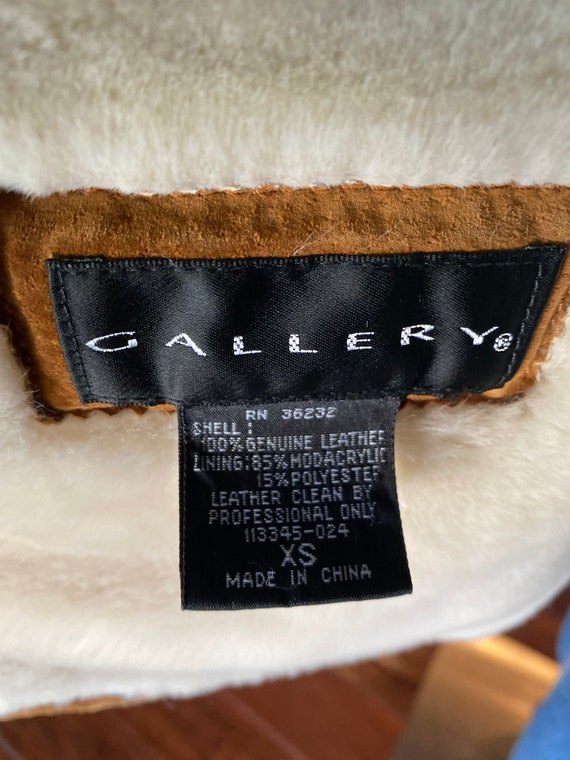 GALLERY®
RN 36232
SHELL:
100% GENUINE LEATHER
LINING: 85% MODACRYLIC
15% POLYESTER
LEATHER CLEAN BY
PROFESSIONAL ONLY
113345-024
XS
MADE IN CHINA